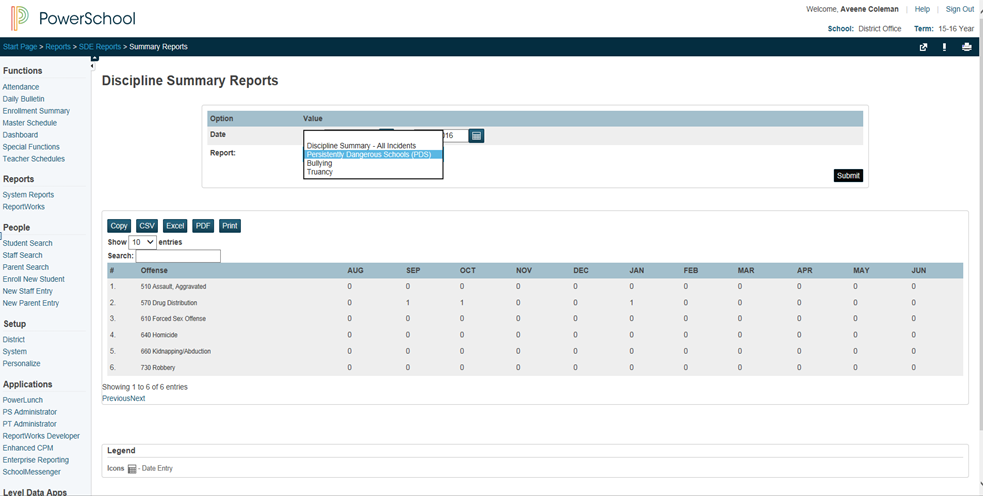 PowerSchool
Welcome, Aveene Coleman | Help | Sign Out
School: District Office Term: 15-16 Year
Start Page > Reports > SDE Reports > Summary Reports
Functions
Attendance
Daily Bulletin
Enrollment Summary
Master Schedule
Dashboard
Special Functions
Teacher Schedules
Reports
System Reports
ReportWorks
People
Student Search
Staff Search
Parent Search
Enroll New Student
New Staff Entry
New Parent Entry
Setup
District
System
Personalize
Applications
PowerLunch
PS Administrator
PT Administrator
ReportWorks Developer
Enhanced CPM
Enterprise Reporting
SchoolMessenger
Level Data Apps
Discipline Summary Reports
Option Value
Date 016
Report:
Discipline Summary - All Incidents
Persistently Dangerous Schools (PDS)
Bullying
Truancy
Submit
Copy CSV Excel PDF Print
Show 10 entries
Search:
# Offense AUG SEP OCT NOV DEC JAN FEB MAR APR MAY JUN
1. 510 Assault, Aggravated 0 0 0 0 0 0 0 0 0 0 0
2. 570 Drug Distribution 0 1 1 0 0 1 0 0 0 0 0
3. 610 Forced Sex Offense 0 0 0 0 0 0 0 0 0 0 0
4. 640 Homicide 0 0 0 0 0 0 0 0 0 0 0
5. 660 Kidnapping/Abduction 0 0 0 0 0 0 0 0 0 0 0
6. 730 Robbery 0 0 0 0 0 0 0 0 0 0 0
Showing 1 to 6 of 6 entries
PreviousNext
Legend
Icons - Date Entry